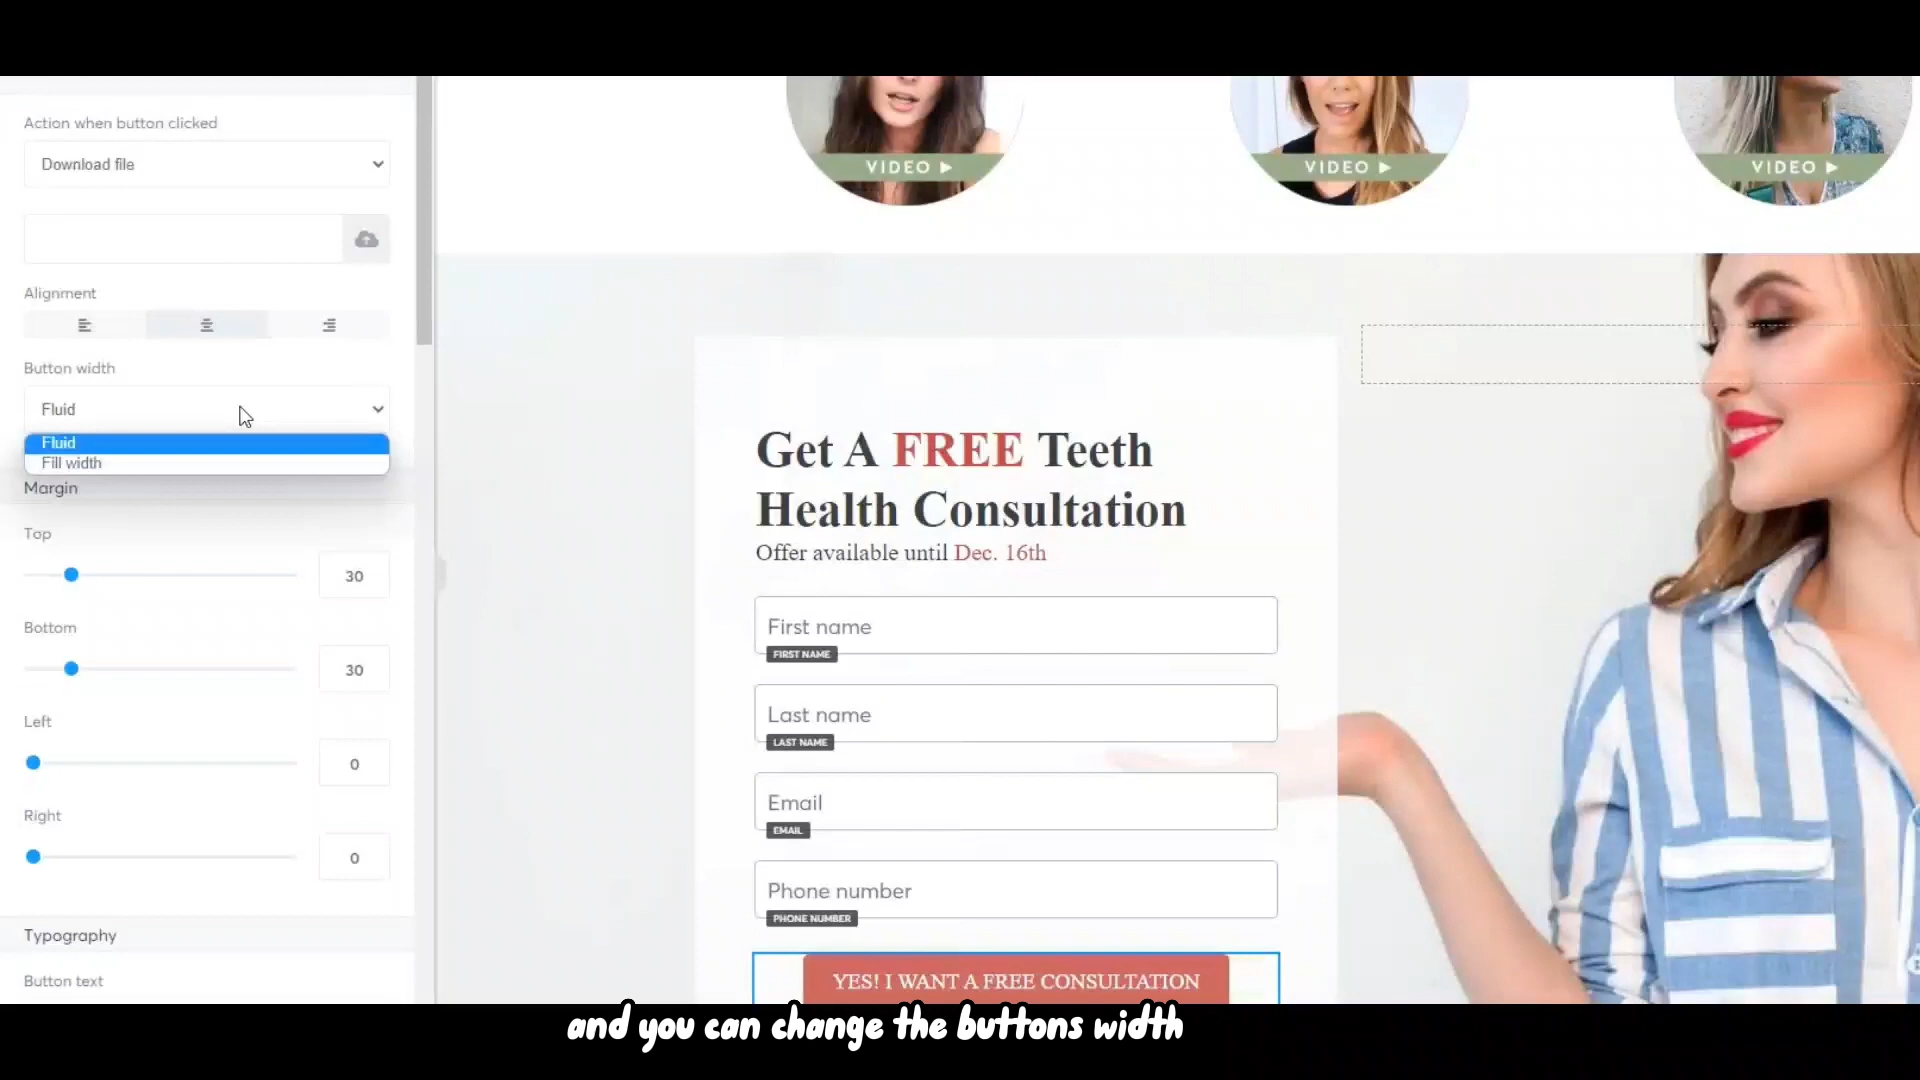 Action when button clicked
Download file
Alignment
Button width
Fluid
Fluid
Fill width
Margin
Top
30
Bottom
30
Left
0
Right
0
Typography
Button text
VIDEO ▶
VIDEO ▶
VIDEO ▶
Get A FREE Teeth
Health Consultation
Offer available until Dec. 16th
First name
FIRST NAME
Last name
LAST NAME
Email
EMAIL
Phone number
PHONE NUMBER
YES! I WANT A FREE CONSULTATION
and you can change the buttons width